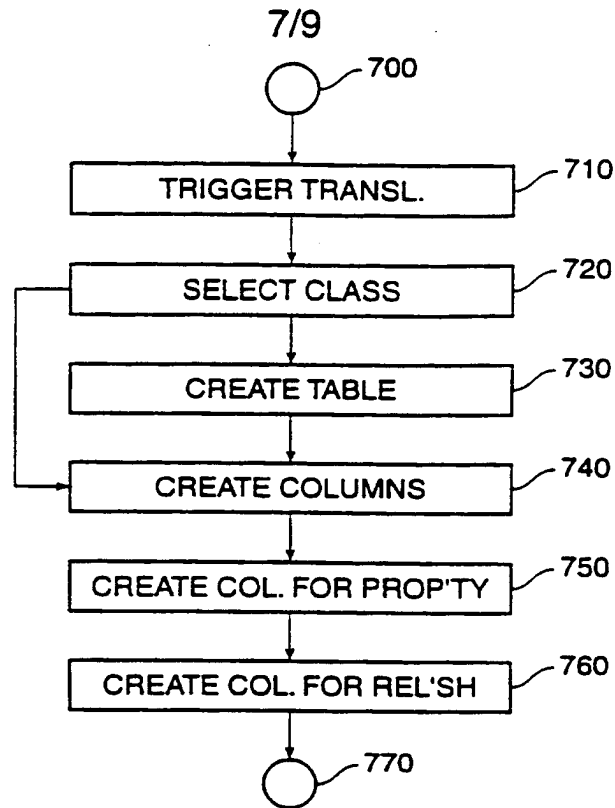 7/9
700
TRIGGER TRANSL.
710
SELECT CLASS
720
CREATE TABLE
730
CREATE COLUMNS
740
CREATE COL. FOR PROP'TY
750
CREATE COL. FOR REL'SH
760
770